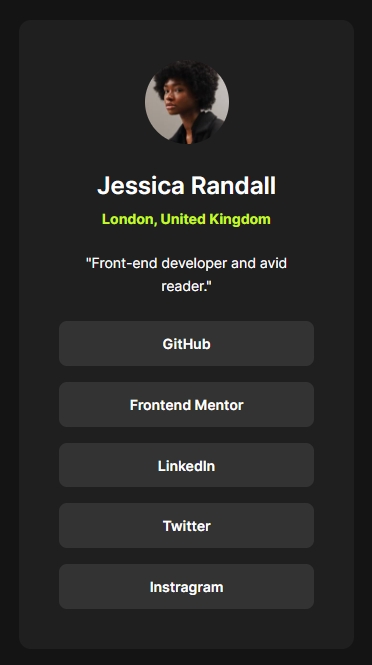 Jessica Randall
London, United Kingdom
"Front-end developer and avid
reader."
GitHub
Frontend Mentor
LinkedIn
Twitter
Instragram